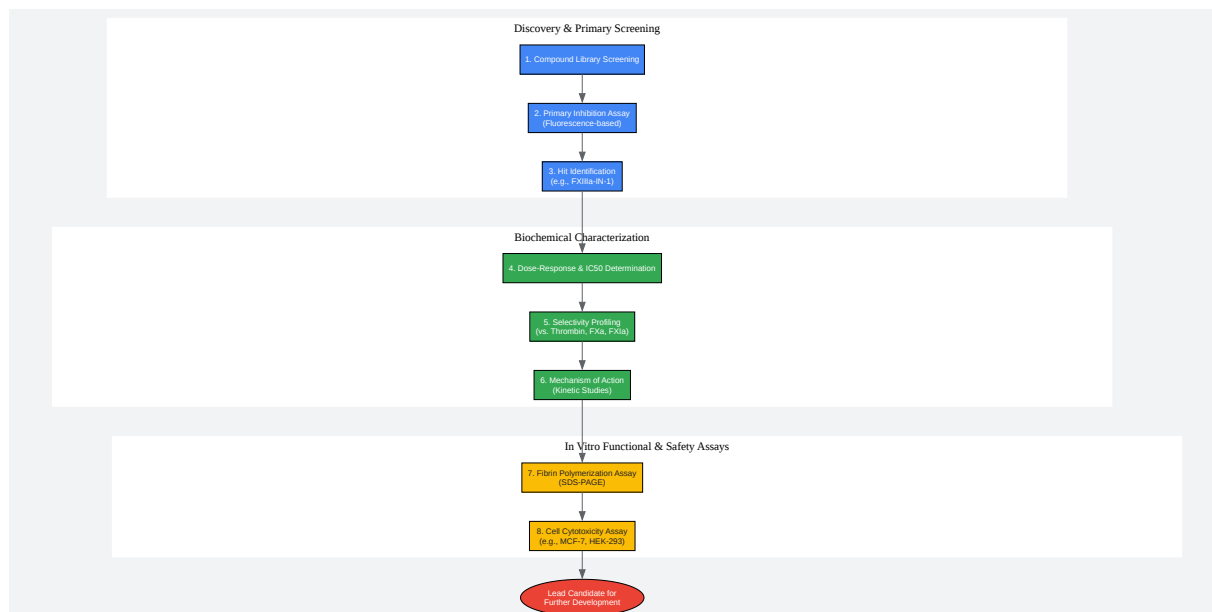 Discovery & Primary Screening
1. Compound Library Screening
2. Primary Inhibition Assay
(Fluorescence-based)
3. Hit Identification
(e.g., FXIIIa-IN-1)
Biochemical Characterization
4. Dose-Response & IC50 Determination
5. Selectivity Profiling
(vs. Thrombin, FXa, FXIa)
6. Mechanism of Action
(Kinetic Studies)
In Vitro Functional & Safety Assays
7. Fibrin Polymerization Assay
(SDS-PAGE)
8. Cell Cytotoxicity Assay
(e.g., MCF-7, HEK-293)
Lead Candidate for
Further Development